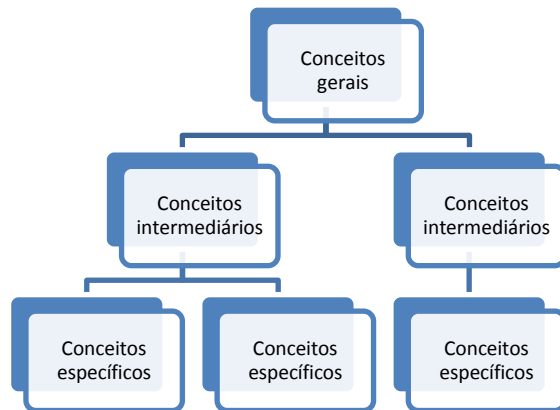 Conceitos
gerais
Conceitos
intermediários
Conceitos
intermediários
Conceitos
específicos
Conceitos
específicos
Conceitos
específicos